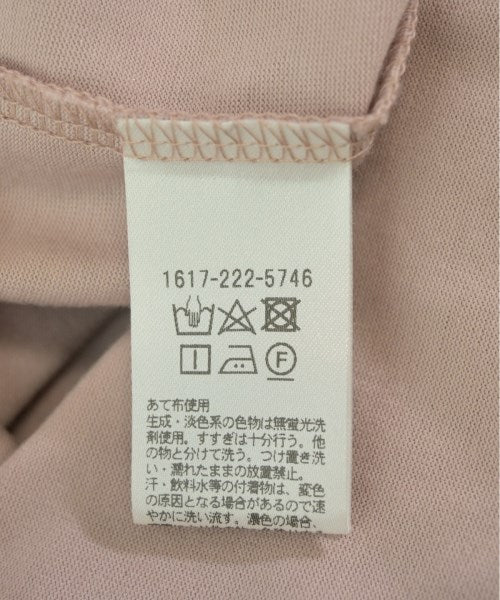 1617-222-5746
F
あて布使用
生成・淡色系の色物は無蛍光洗
剤使用。すすぎは十分行う。他
の物と分けて洗う。つけ置き洗
い・濡れたままの放置禁止。
汗・飲料水等の付着物は、変色
の原因となる場合があるので速
やかに洗い流す。濃色の場合、